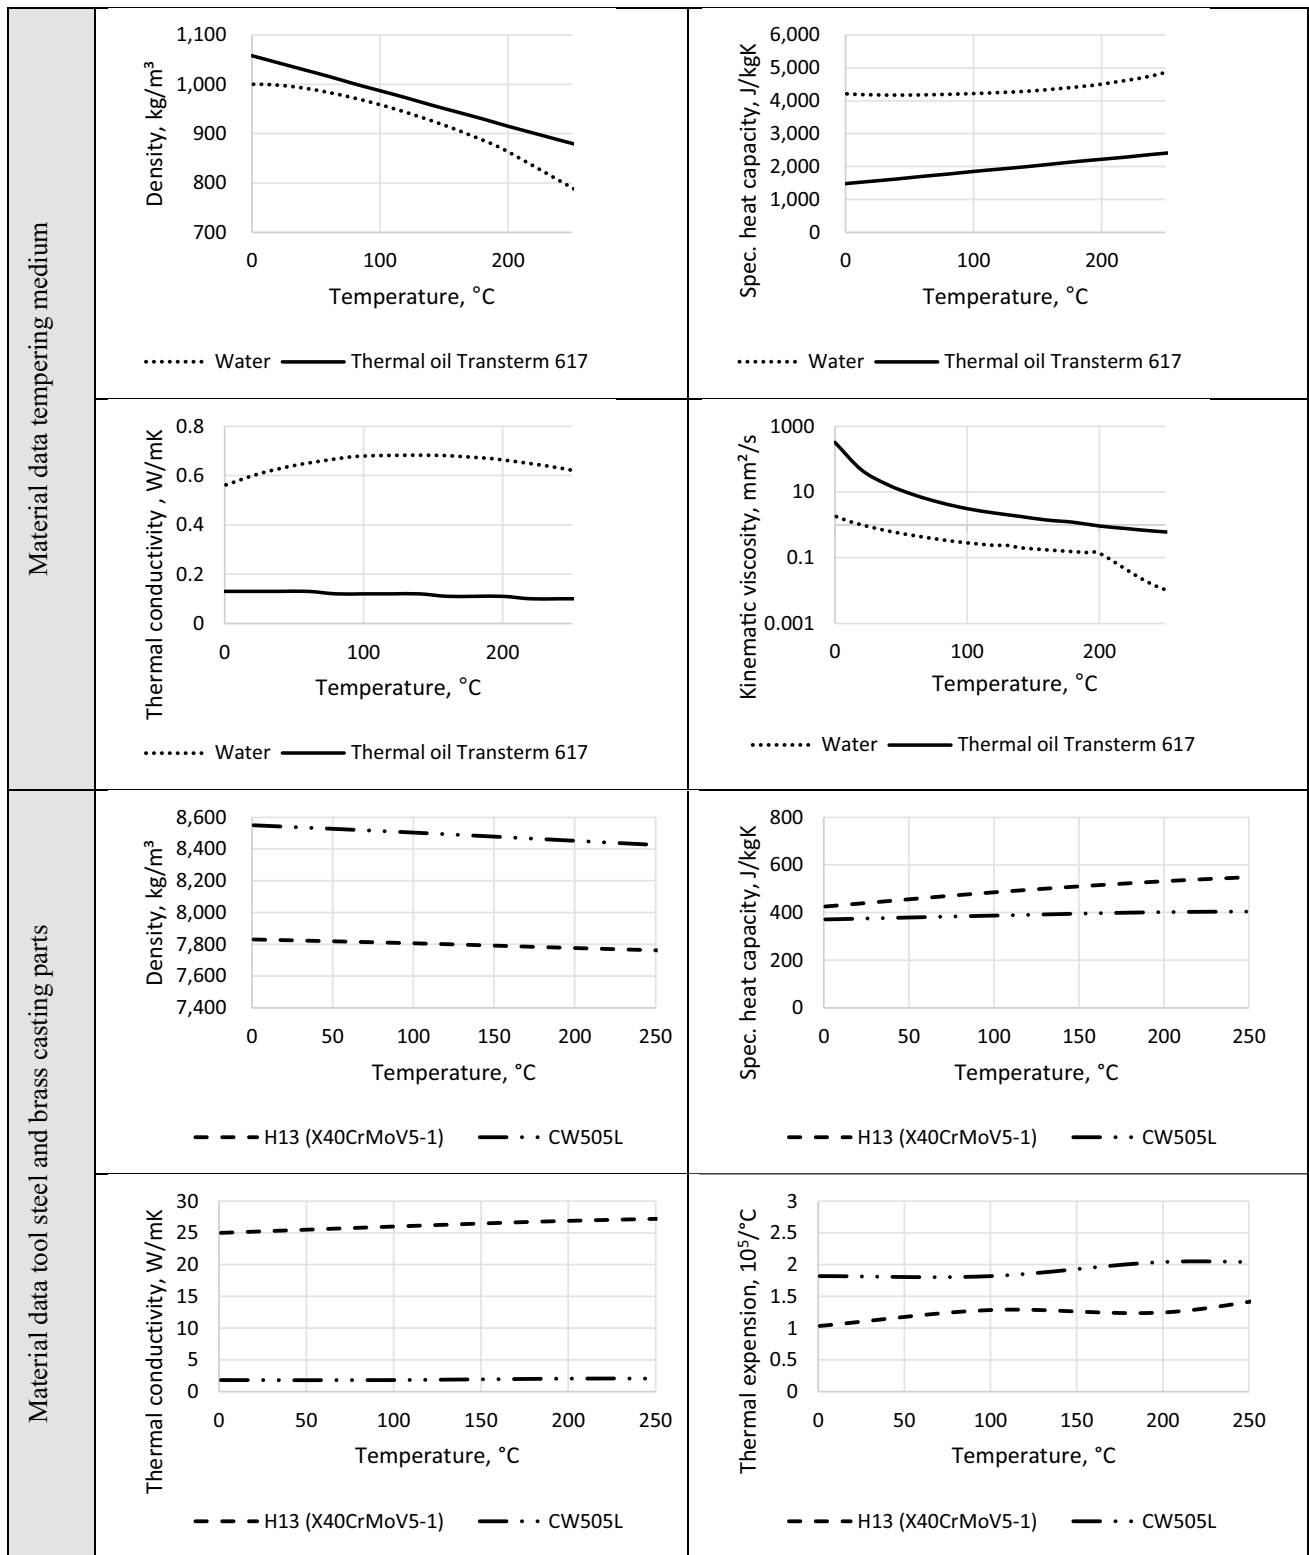 Material data tempering medium
Density, kg/m³
1,100
1,000
900
800
700
0 100 200
Temperature, °C
Water Thermal oil Transterm 617
Spec. heat capacity, J/kgK
6,000
5,000
4,000
3,000
2,000
1,000
0
0 100 200
Temperature, °C
Water Thermal oil Transterm 617
Thermal conductivity , W/mK
0.8
0.6
0.4
0.2
0
0 100 200
Temperature, °C
Water Thermal oil Transterm 617
Kinematic viscosity, mm²/s
1000
10
0.1
0.001
0 100 200
Temperature, °C
Water Thermal oil Transterm 617
Material data tool steel and brass casting parts
Density, kg/m³
8,600
8,400
8,200
8,000
7,800
7,600
7,400
0 50 100 150 200 250
Temperature, °C
H13 (X40CrMoV5-1) CW505L
Spec. heat capacity, J/kgK
800
600
400
200
0
0 50 100 150 200 250
Temperature, °C
H13 (X40CrMoV5-1) CW505L
Thermal conductivity, W/mK
30
25
20
15
10
5
0
0 50 100 150 200 250
Temperature, °C
H13 (X40CrMoV5-1) CW505L
Thermal expension, 10⁵/°C
3
2.5
2
1.5
1
0.5
0
0 50 100 150 200 250
Temperature, °C
H13 (X40CrMoV5-1) CW505L